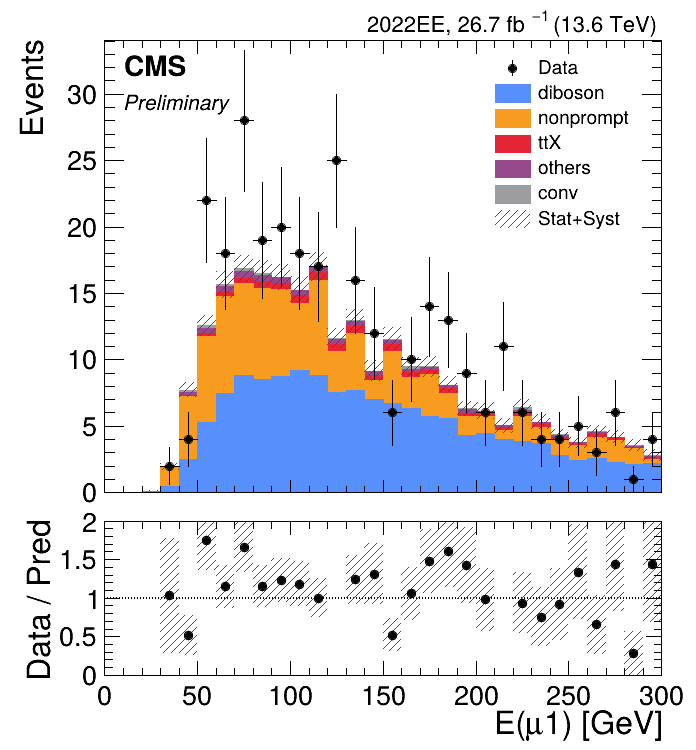 2022EE, 26.7 fb⁻¹ (13.6 TeV)
CMS
Preliminary
Events
30
25
20
15
10
5
0
Data
diboson
nonprompt
ttX
others
conv
Stat+Syst
Data / Pred
2
1.5
1
0.5
0
0 50 100 150 200 250 300
E(μ1) [GeV]